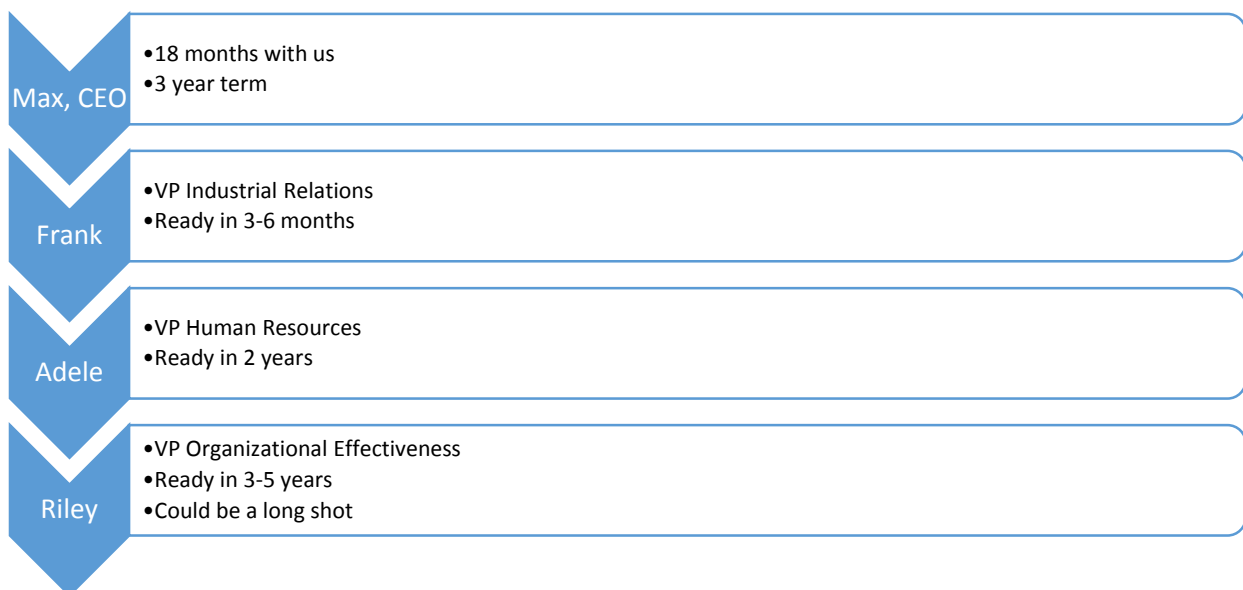 Max, CEO
•18 months with us
•3 year term
Frank
•VP Industrial Relations
•Ready in 3-6 months
Adele
•VP Human Resources
•Ready in 2 years
Riley
•VP Organizational Effectiveness
•Ready in 3-5 years
•Could be a long shot